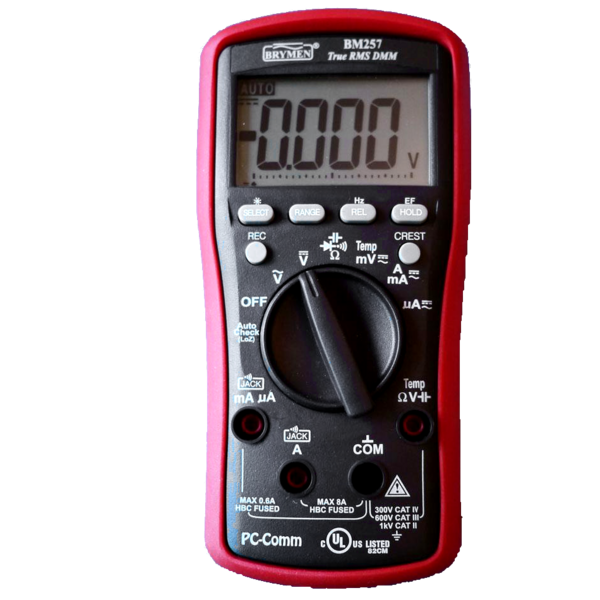 BRYMEN®
BM257
True RMS DMM
AUTO
-0.000 V
SELECT
RANGE
Hz
REL
EF
HOLD
REC
CREST
Ṽ
V
Ω
Temp
mV
A
mA
µA
OFF
Auto
Check
(LoZ)
JACK
mA µA
JACK
A
COM
Temp
Ω V
MAX 0.6A
HBC FUSED
MAX 8A
HBC FUSED
300V CAT IV
600V CAT III
1kV CAT II
PC-Comm
C UL US LISTED
82CM